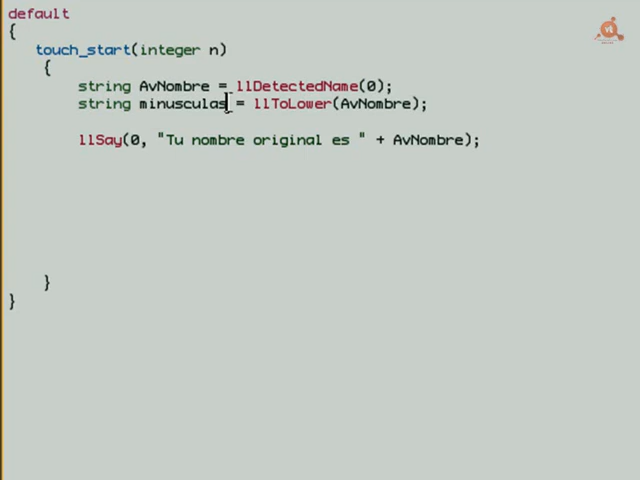 default
{
touch_start(integer n)
{
string AvNombre = llDetectedName(0);
string minusculas = llToLower(AvNombre);
llSay(0, "Tu nombre original es " + AvNombre);
}
}